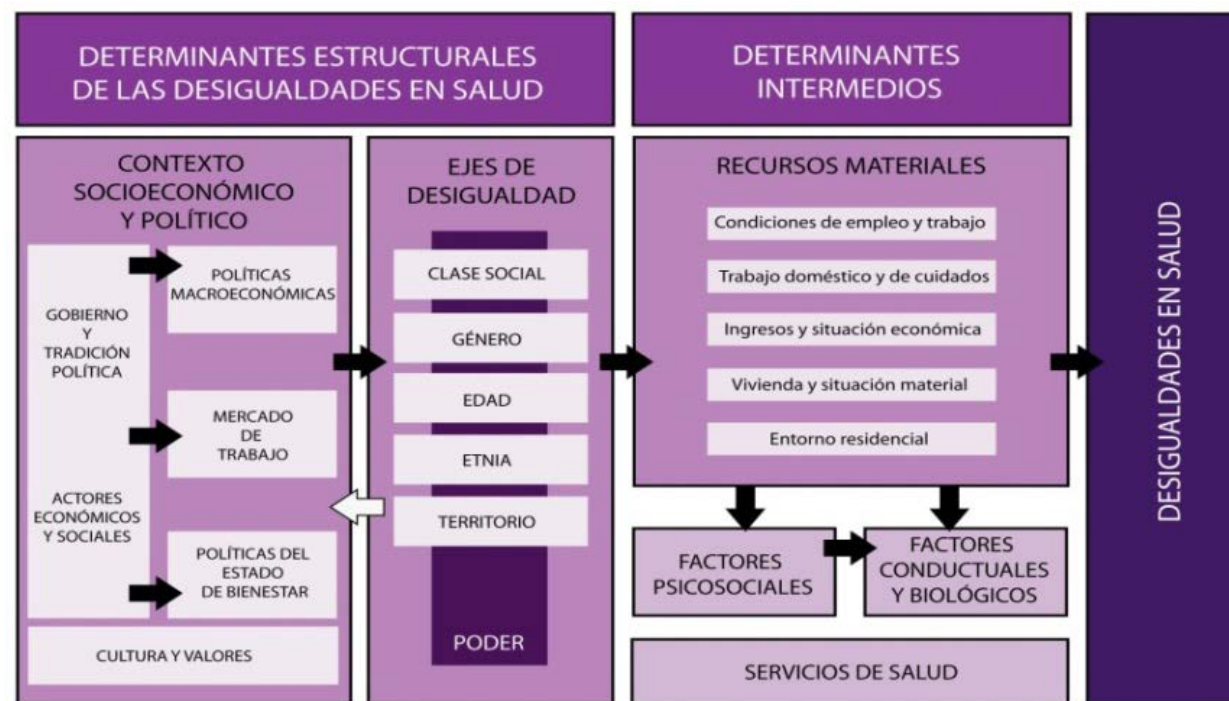 DETERMINANTES ESTRUCTURALES
DE LAS DESIGUALDADES EN SALUD
DETERMINANTES
INTERMEDIOS
CONTEXTO
SOCIOECONÓMICO
Y POLÍTICO
GOBIERNO
Y
TRADICIÓN
POLÍTICA
ACTORES
ECONÓMICOS
Y SOCIALES
POLÍTICAS
MACROECONÓMICAS
MERCADO
DE
TRABAJO
POLÍTICAS DEL
ESTADO
DE BIENESTAR
CULTURA Y VALORES
EJES DE
DESIGUALDAD
CLASE SOCIAL
GÉNERO
EDAD
ETNIA
TERRITORIO
PODER
RECURSOS MATERIALES
Condiciones de empleo y trabajo
Trabajo doméstico y de cuidados
Ingresos y situación económica
Vivienda y situación material
Entorno residencial
FACTORES
PSICOSOCIALES
FACTORES
CONDUCTUALES
Y BIOLÓGICOS
SERVICIOS DE SALUD
DESIGUALDADES EN SALUD